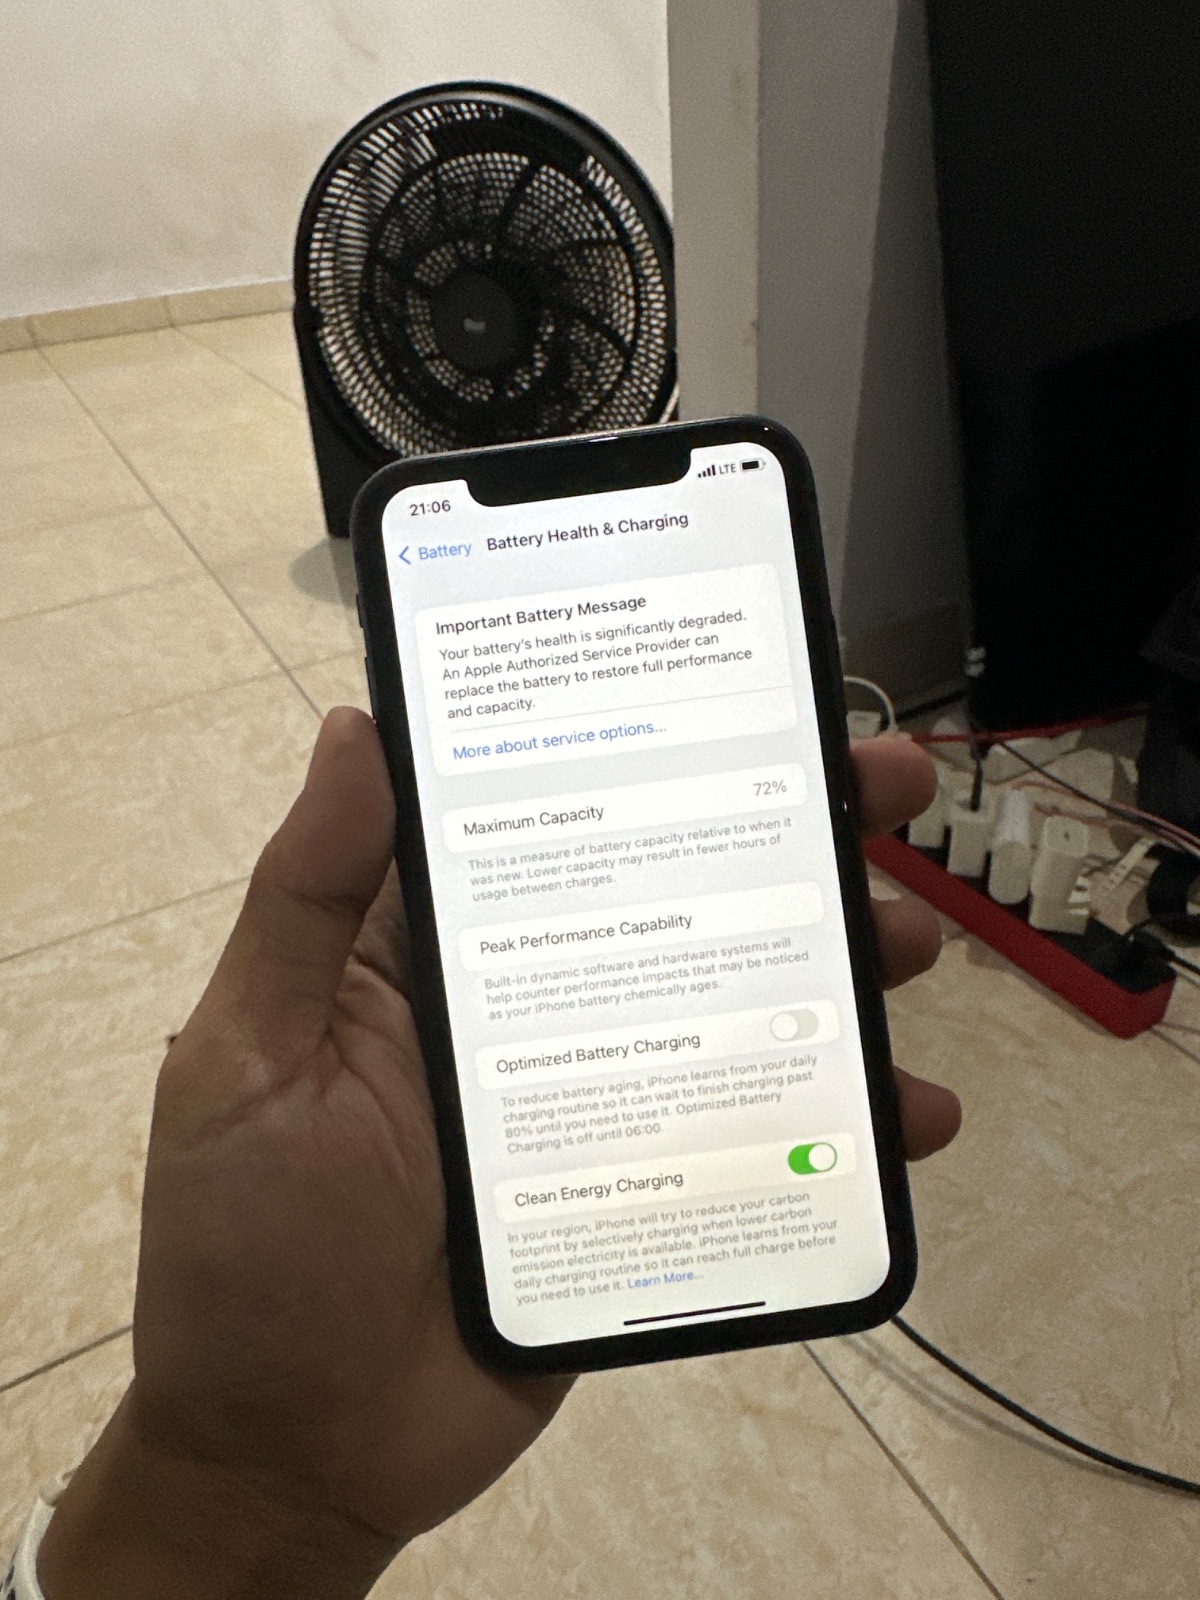 21:06
LTE
Battery
Battery Health & Charging
Important Battery Message
Your battery's health is significantly degraded.
An Apple Authorized Service Provider can
replace the battery to restore full performance
and capacity.
More about service options...
Maximum Capacity
72%
This is a measure of battery capacity relative to when it
was new. Lower capacity may result in fewer hours of
usage between charges.
Peak Performance Capability
Built-in dynamic software and hardware systems will
help counter performance impacts that may be noticed
as your iPhone battery chemically ages.
Optimized Battery Charging
To reduce battery aging, iPhone learns from your daily
charging routine so it can wait to finish charging past
80% until you need to use it. Optimized Battery
Charging is off until 06:00.
Clean Energy Charging
In your region, iPhone will try to reduce your carbon
footprint by selectively charging when lower carbon
emission electricity is available. iPhone learns from your
daily charging routine so it can reach full charge before
you need to use it. Learn More...